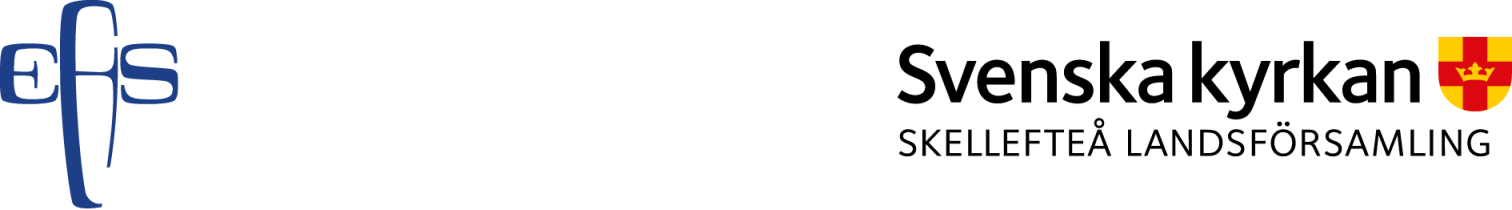 EFS
Svenska kyrkan
SKELLEFTEÅ LANDSFÖRSAMLING